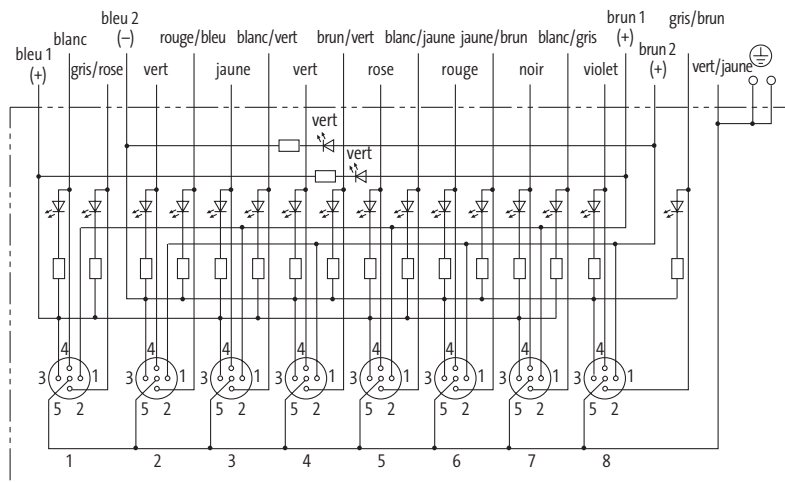 bleu 1
(+)
blanc
gris/rose
bleu 2
(–)
vert
rouge/bleu
jaune
blanc/vert
vert
brun/vert
rose
blanc/jaune
rouge
jaune/brun
noir
blanc/gris
violet
brun 1
(+)
brun 2
(+)
gris/brun
vert/jaune
vert
vert
4 4 4 4 4 4 4 4
3 1 3 1 3 1 3 1 3 1 3 1 3 1 3 1
5 2 5 2 5 2 5 2 5 2 5 2 5 2 5 2
1 2 3 4 5 6 7 8